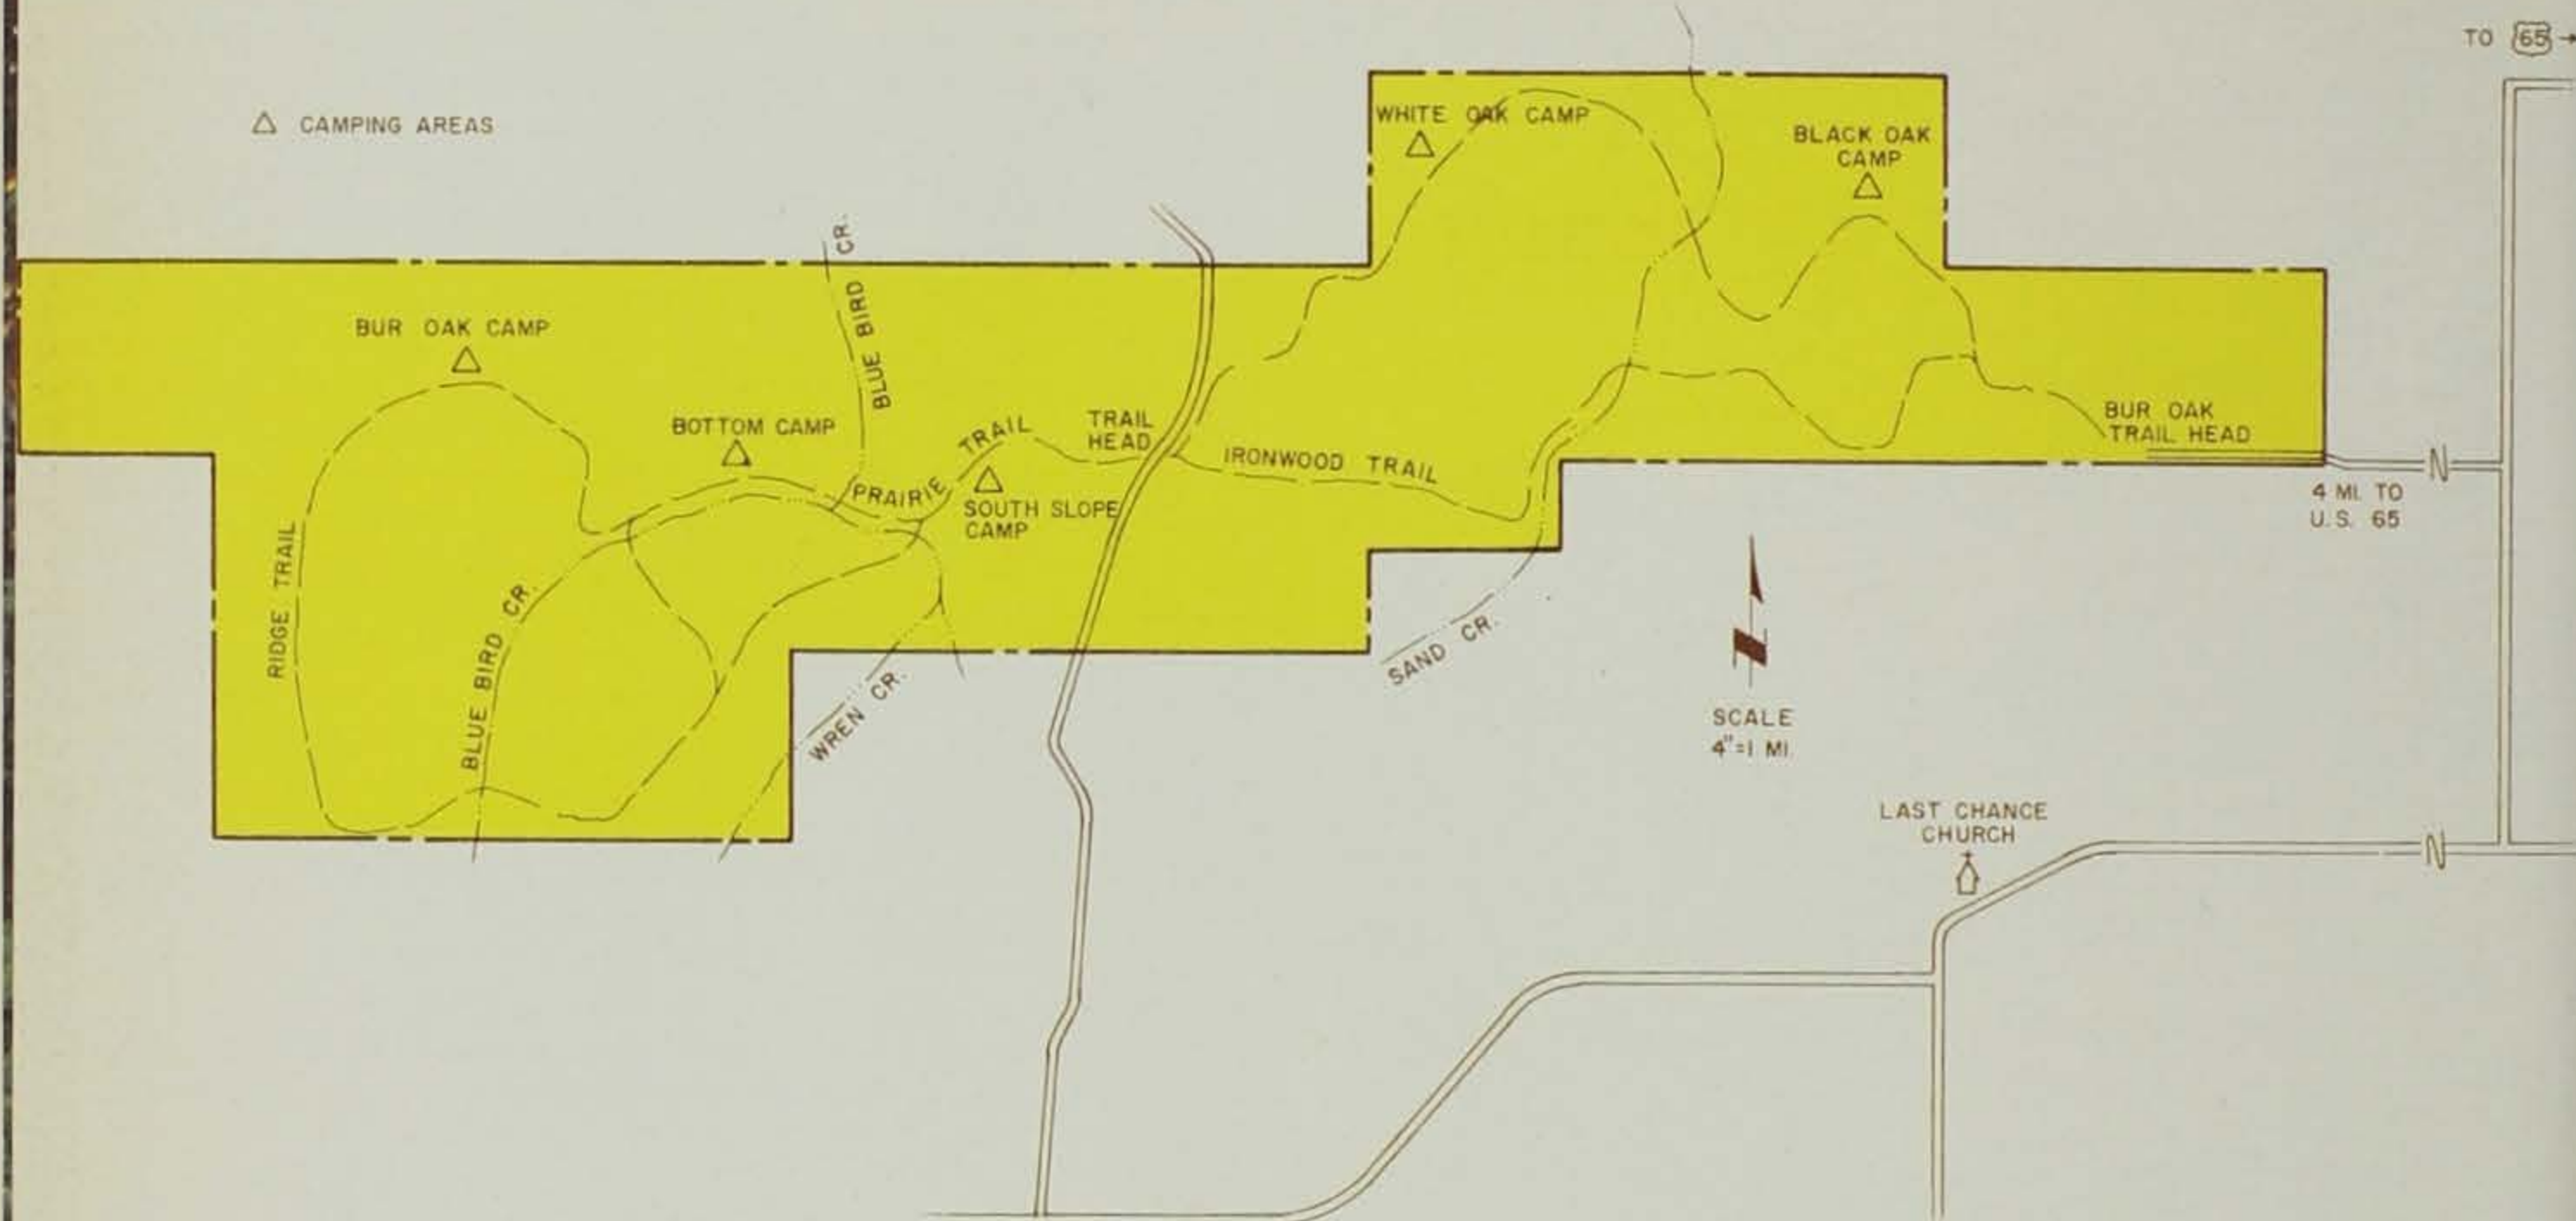 TO 65
△ CAMPING AREAS
WHITE OAK CAMP
BLACK OAK
CAMP
BLUE BIRD CR.
BUR OAK CAMP
BOTTOM CAMP
PRAIRIE TRAIL
TRAIL
HEAD
SOUTH SLOPE
CAMP
IRONWOOD TRAIL
BUR OAK
TRAIL HEAD
N
4 MI. TO
U.S. 65
RIDGE TRAIL
BLUE BIRD CR.
WREN CR.
SAND CR.
SCALE
4"=1 MI.
LAST CHANCE
CHURCH
N